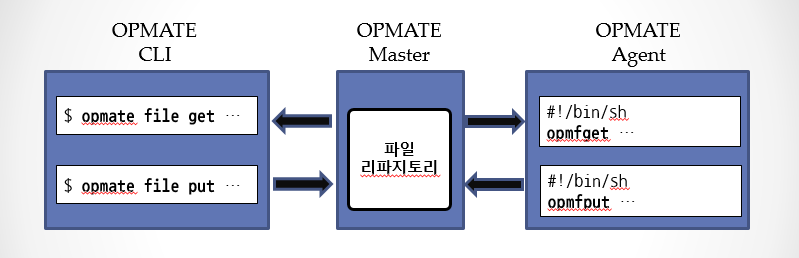 OPMATE
CLI
$ opmate file get ⋯
$ opmate file put ⋯
OPMATE
Master
파일
리파지토리
OPMATE
Agent
#!/bin/sh
opmfget ⋯
#!/bin/sh
opmfput ⋯